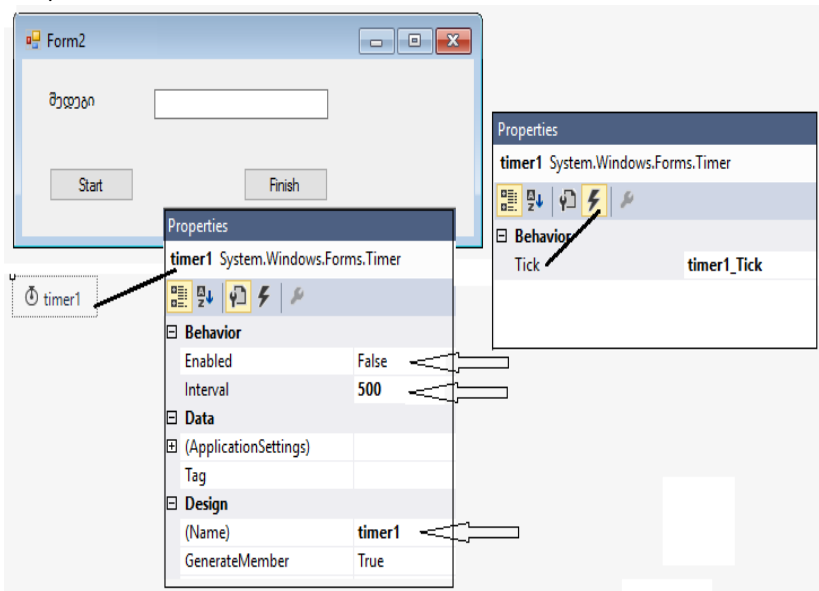 Form2
მედეგი
Start
Finish
timer1
Properties
timer1 System.Windows.Forms.Timer
Behavior
Enabled False
Interval 500
Data
(ApplicationSettings)
Tag
Design
(Name) timer1
GenerateMember True
Properties
timer1 System.Windows.Forms.Timer
Behavior
Tick timer1_Tick